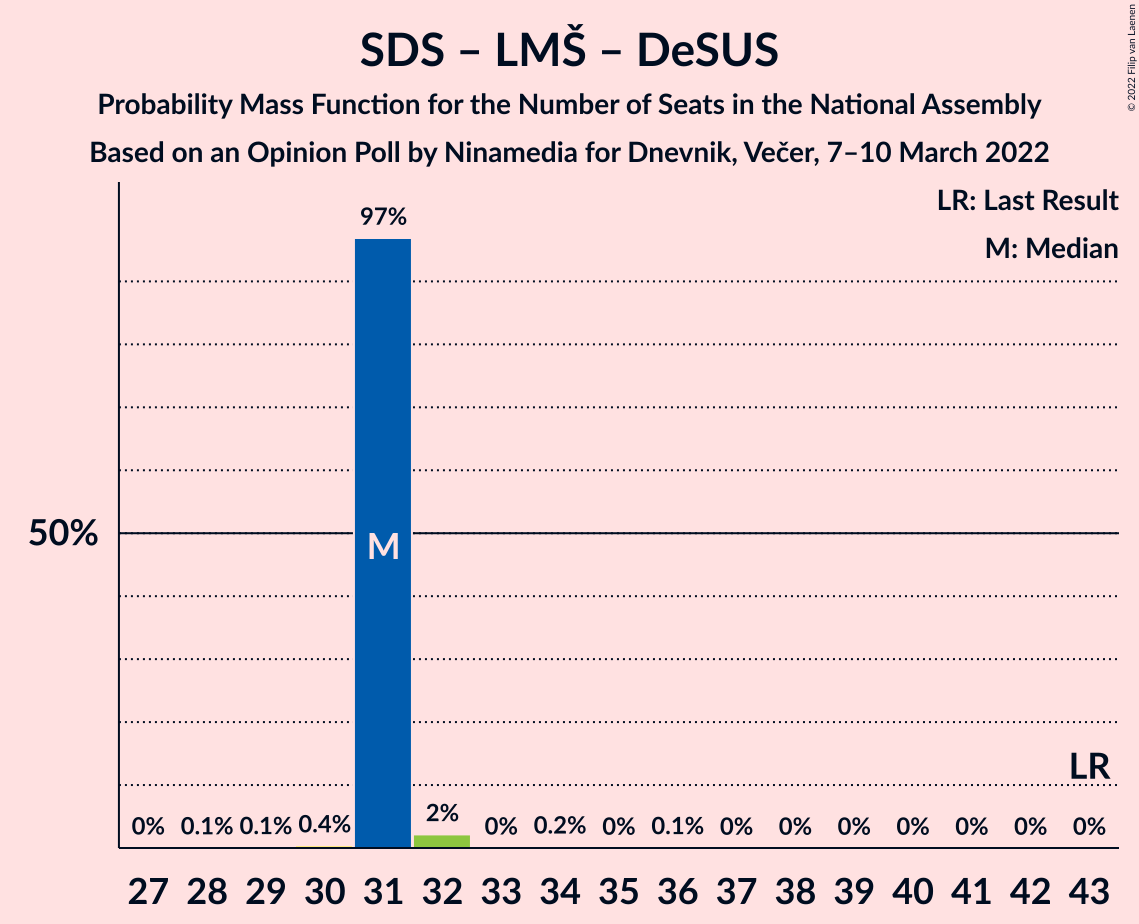 SDS – LMŠ – DeSUS
Probability Mass Function for the Number of Seats in the National Assembly
Based on an Opinion Poll by Ninamedia for Dnevnik, Večer, 7–10 March 2022
© 2022 Filip van Laenen
LR: Last Result
M: Median
97%
50%
M
LR
0% 0.1% 0.1% 0.4% 2% 0% 0.2% 0% 0.1% 0% 0% 0% 0% 0% 0% 0%
27 28 29 30 31 32 33 34 35 36 37 38 39 40 41 42 43